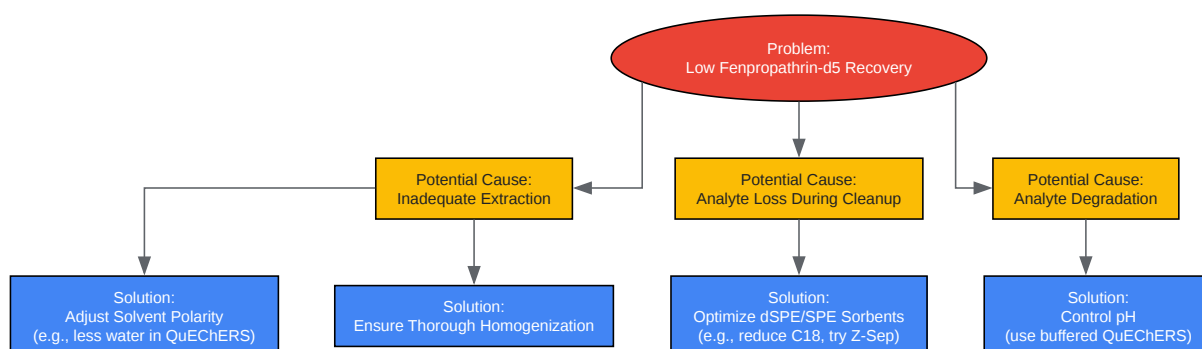 Problem:
Low Fenpropathrin-d5 Recovery
Potential Cause:
Inadequate Extraction
Potential Cause:
Analyte Loss During Cleanup
Potential Cause:
Analyte Degradation
Solution:
Adjust Solvent Polarity
(e.g., less water in QuEChERS)
Solution:
Ensure Thorough Homogenization
Solution:
Optimize dSPE/SPE Sorbents
(e.g., reduce C18, try Z-Sep)
Solution:
Control pH
(use buffered QuEChERS)